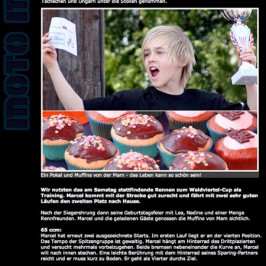 Tschechen und Ungarn unter die Stollen genommen.
Ein Pokal und Muffins von der Mam - das Leben kann so schön sein!
Wir nutzten das am Samstag stattfindende Rennen zum Waldviertel-Cup als
Training. Marcel kommt mit der Strecke gut zurecht und fährt mit zwei sehr guten
Läufen den zweiten Platz nach Hause.
Nach der Siegerehrung dann seine Geburtstagsfeier mit Lea, Nadine und einer Menge
Rennfreunden. Marcel und die geladenen Gäste genossen die Muffins von Mam sichtlich.
65 ccm:
Marcel hat erneut zwei ausgezeichnete Starts. Im ersten Lauf liegt er an der vierten Position.
Das Tempo der Spitzengruppe ist gewaltig. Marcel hängt am Hinterrad des Drittplatzierten
und versucht mehrmals vorbeizugehen. Beide bremsen nebeneinander die Kurve an, Marcel
will nach innen stechen. Eine leichte Berührung mit dem Hinterrad seines Sparing-Partners
reicht und er muss kurz zu Boden. Er geht als Vierter durchs Ziel.
MOTO